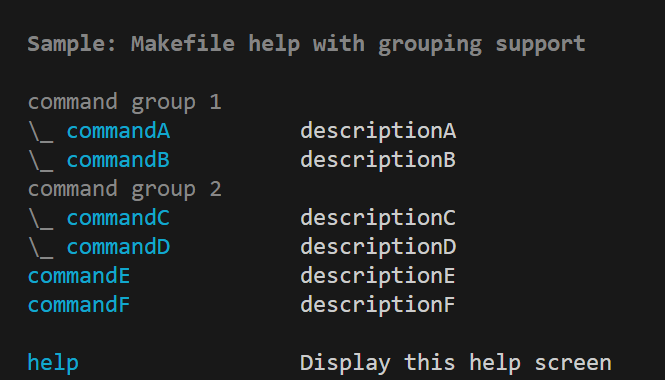 Sample: Makefile help with grouping support
command group 1
\_ commandA descriptionA
\_ commandB descriptionB
command group 2
\_ commandC descriptionC
\_ commandD descriptionD
commandE descriptionE
commandF descriptionF
help Display this help screen